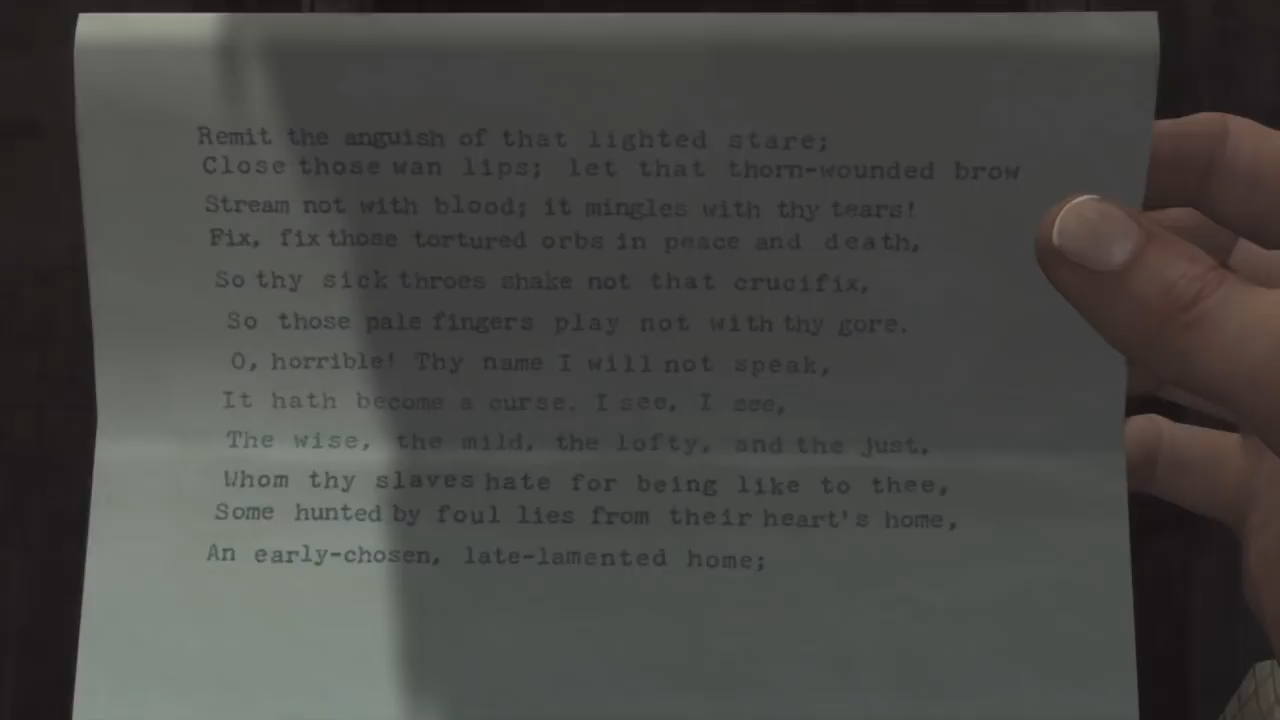 Remit the anguish of that lighted stare;
Close those wan lips; let that thorn-wounded brow
Stream not with blood; it mingles with thy tears!
Fix, fix those tortured orbs in peace and death,
So thy sick throes shake not that crucifix,
So those pale fingers play not with thy gore.
O, horrible! Thy name I will not speak,
It hath become a curse. I see, I see,
The wise, the mild, the lofty, and the just,
Whom thy slaves hate for being like to thee,
Some hunted by foul lies from their heart's home,
An early-chosen, late-lamented home;